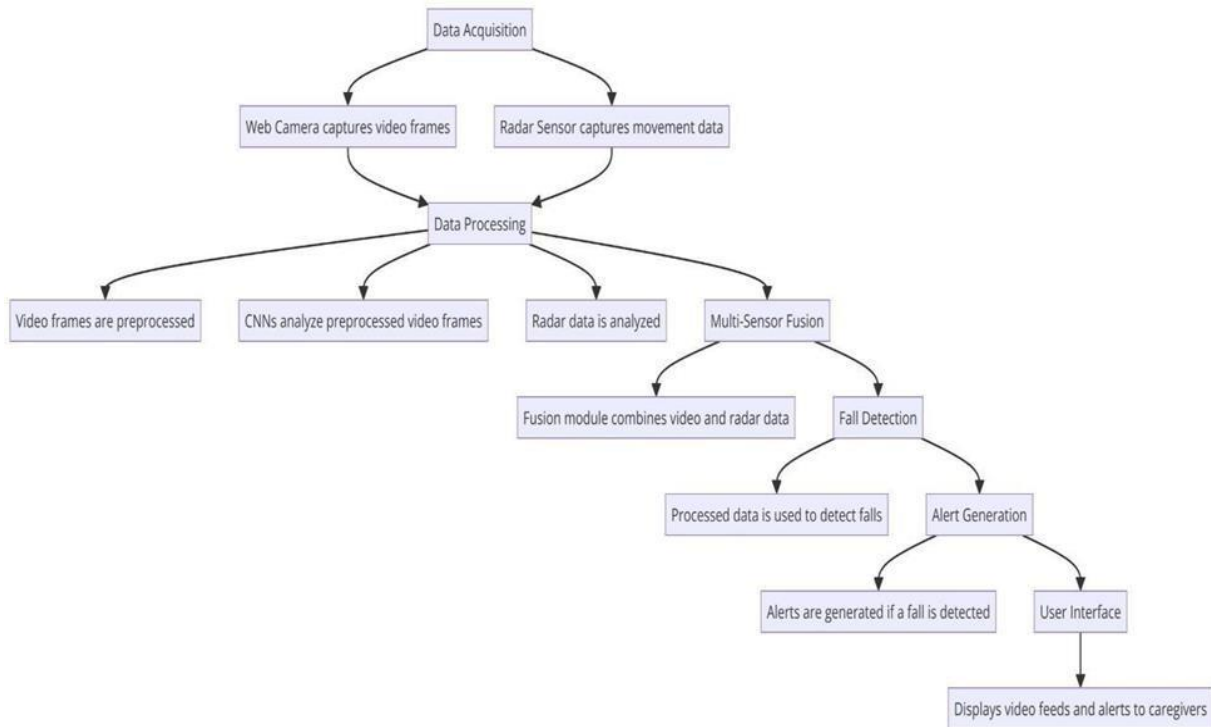 Data Acquisition
Web Camera captures video frames
Radar Sensor captures movement data
Data Processing
Video frames are preprocessed
CNNs analyze preprocessed video frames
Radar data is analyzed
Multi-Sensor Fusion
Fusion module combines video and radar data
Fall Detection
Processed data is used to detect falls
Alert Generation
Alerts are generated if a fall is detected
User Interface
Displays video feeds and alerts to caregivers